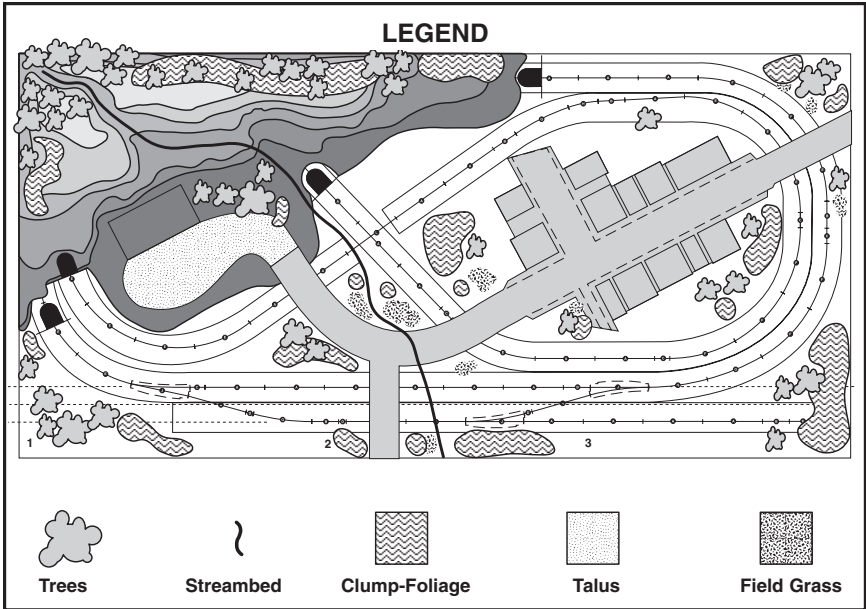 LEGEND
1
2
3
Trees
Streambed
Clump-Foliage
Talus
Field Grass